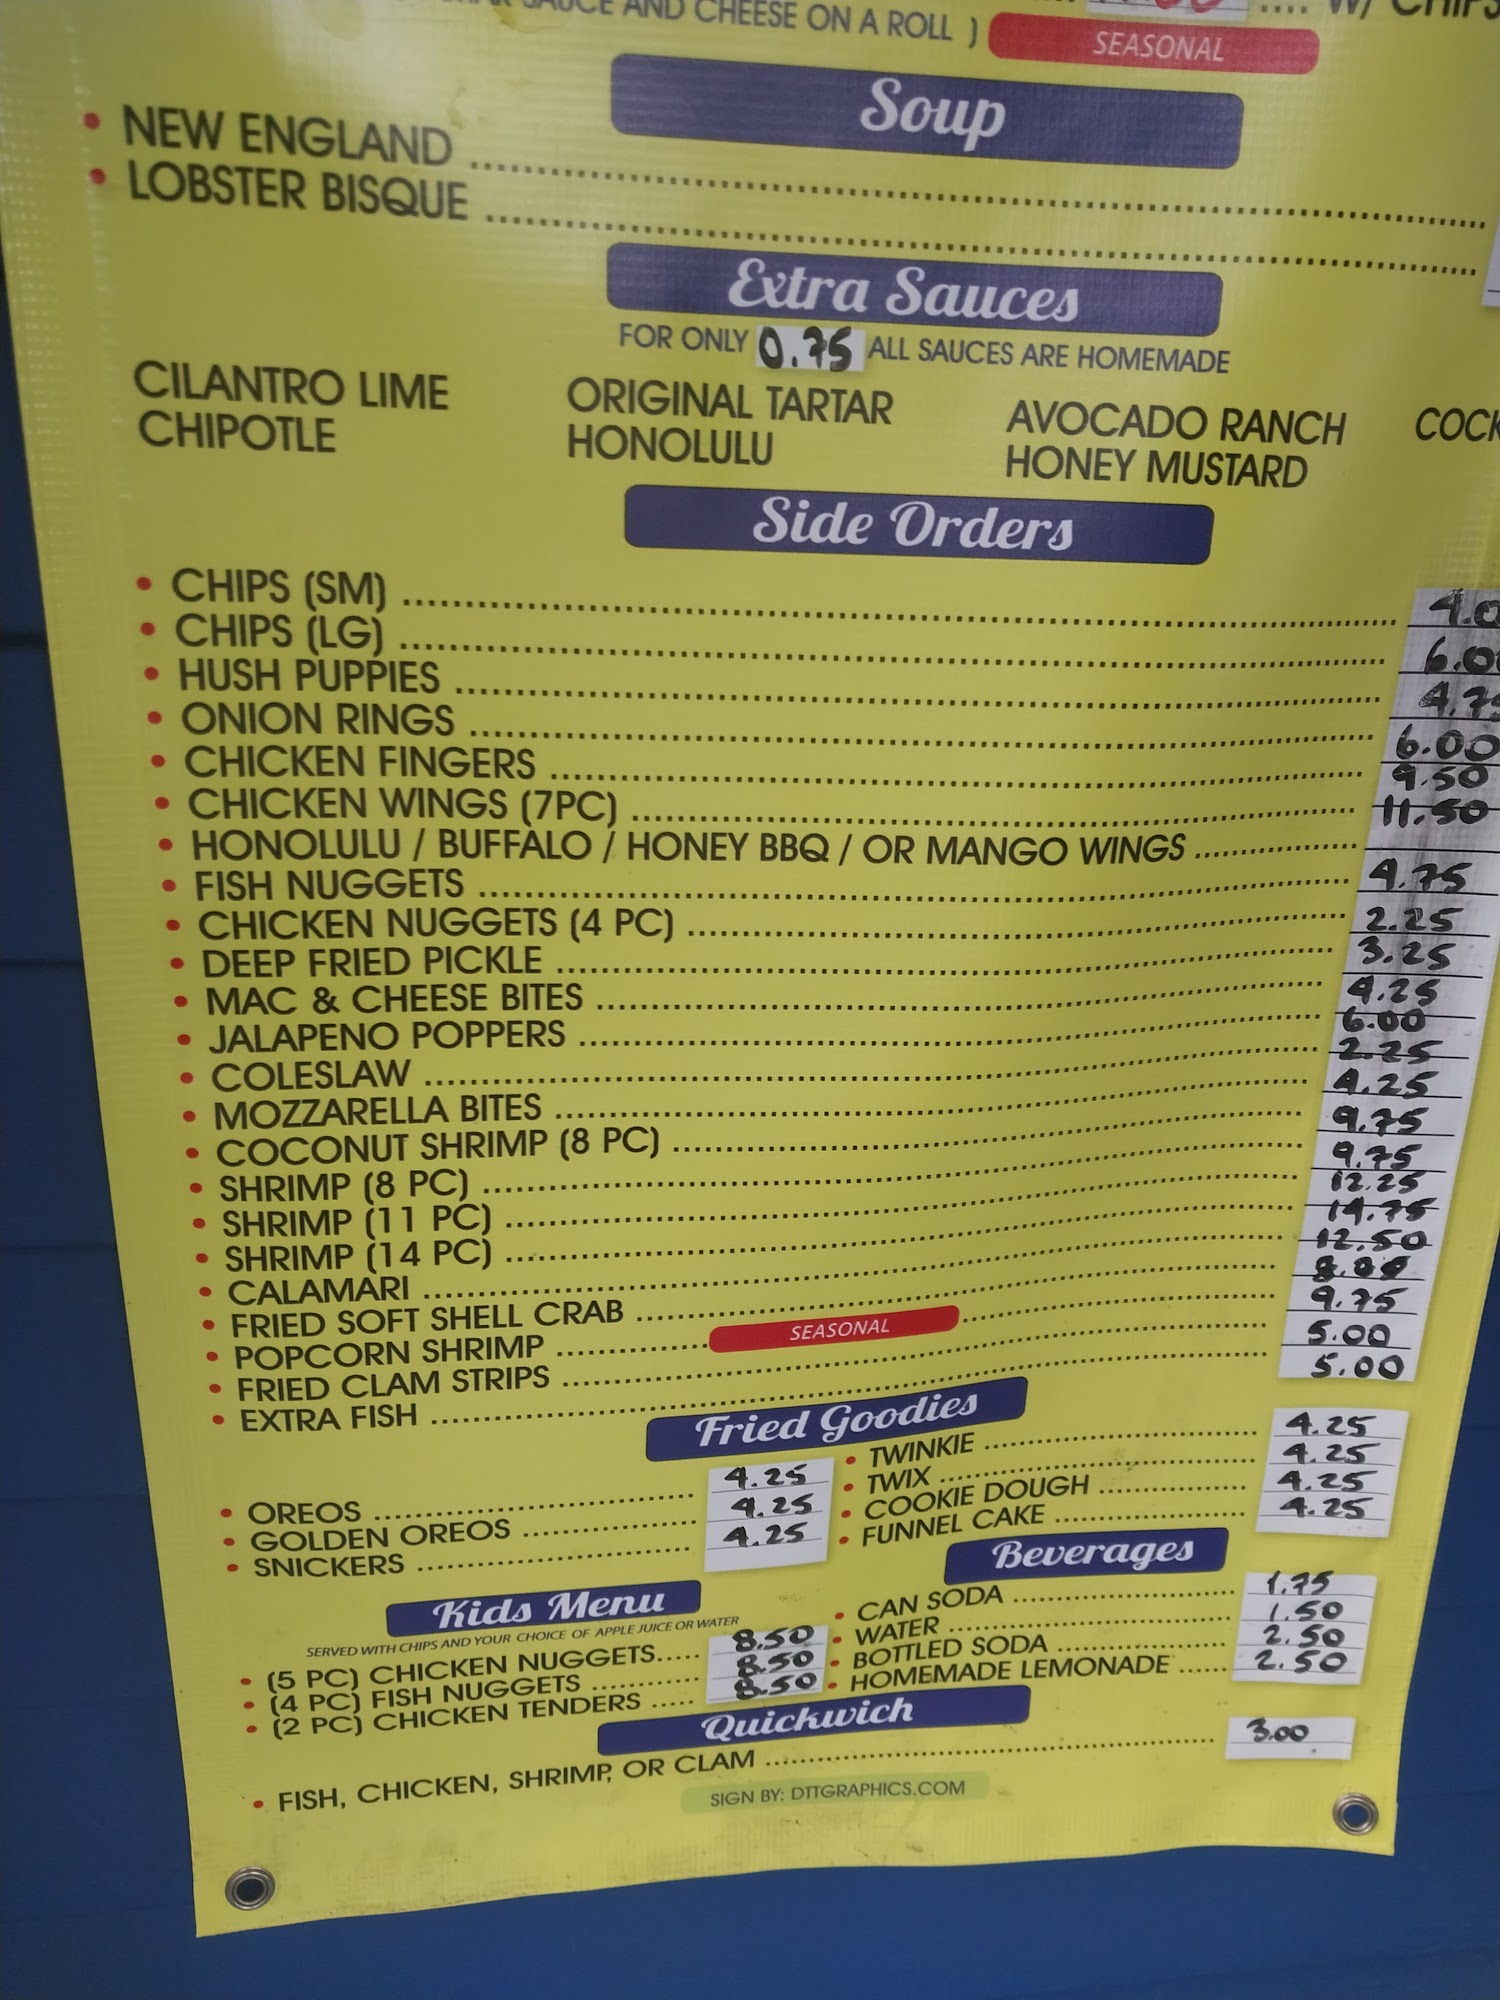 SAUCE AND CHEESE ON A ROLL )
SEASONAL
W/ CHIPS
Soup
• NEW ENGLAND
• LOBSTER BISQUE
Extra Sauces
FOR ONLY 0.75 ALL SAUCES ARE HOMEMADE
CILANTRO LIME ORIGINAL TARTAR AVOCADO RANCH COCK
CHIPOTLE HONOLULU HONEY MUSTARD
Side Orders
• CHIPS (SM) 4.0
• CHIPS (LG) 6.00
• HUSH PUPPIES 4.75
• ONION RINGS 6.00
• CHICKEN FINGERS 9.50
• CHICKEN WINGS (7PC) 11.50
• HONOLULU / BUFFALO / HONEY BBQ / OR MANGO WINGS
• FISH NUGGETS 4.75
• CHICKEN NUGGETS (4 PC) 2.25
• DEEP FRIED PICKLE 3.25
• MAC & CHEESE BITES 4.25
• JALAPENO POPPERS 6.00
• COLESLAW 2.25
• MOZZARELLA BITES 4.25
• COCONUT SHRIMP (8 PC) 9.75
• SHRIMP (8 PC) 9.75
• SHRIMP (11 PC) 12.25
• SHRIMP (14 PC) 14.75
• CALAMARI 12.50
• FRIED SOFT SHELL CRAB 8.00
• POPCORN SHRIMP SEASONAL 9.75
• FRIED CLAM STRIPS 5.00
• EXTRA FISH 5.00
Fried Goodies
• OREOS 4.25
• GOLDEN OREOS 4.25
• SNICKERS 4.25
• TWINKIE 4.25
• TWIX 4.25
• COOKIE DOUGH 4.25
• FUNNEL CAKE 4.25
Kids Menu
SERVED WITH CHIPS AND YOUR CHOICE OF APPLE JUICE OR WATER
• (5 PC) CHICKEN NUGGETS 8.50
• (4 PC) FISH NUGGETS 8.50
• (2 PC) CHICKEN TENDERS 8.50
Beverages
• CAN SODA 1.75
• WATER 1.50
• BOTTLED SODA 2.50
• HOMEMADE LEMONADE 2.50
Quickwich
• FISH, CHICKEN, SHRIMP, OR CLAM 3.00
SIGN BY: DTTGRAPHICS.COM